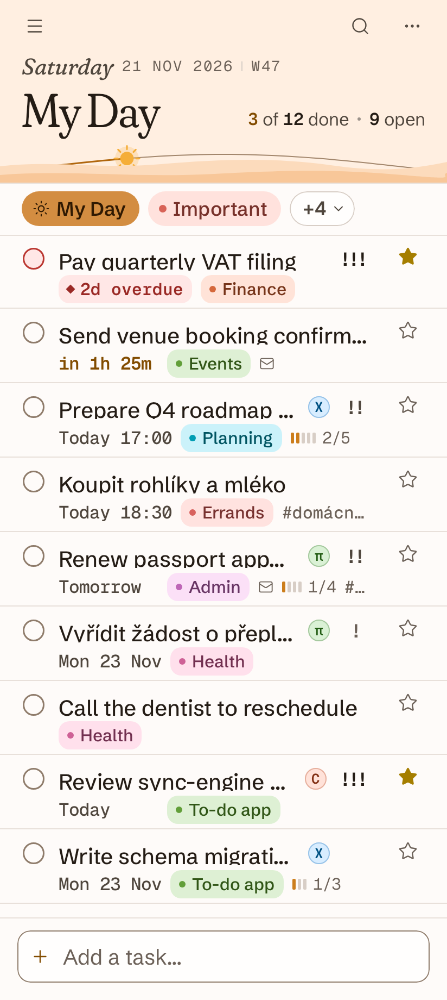 Saturday 21 NOV 2026 W47
My Day
3 of 12 done • 9 open
My Day
Important
+4
Pay quarterly VAT filing !!!
2d overdue Finance
Send venue booking confirm…
in 1h 25m Events
Prepare Q4 roadmap … X !!
Today 17:00 Planning 2/5
Koupit rohlíky a mléko
Today 18:30 Errands #domácn…
Renew passport app… π !!
Tomorrow Admin 1/4 #…
Vyřídit žádost o přepl… π !
Mon 23 Nov Health
Call the dentist to reschedule
Health
Review sync-engine … C !!!
Today To-do app
Write schema migrati… X
Mon 23 Nov To-do app 1/3
+ Add a task…